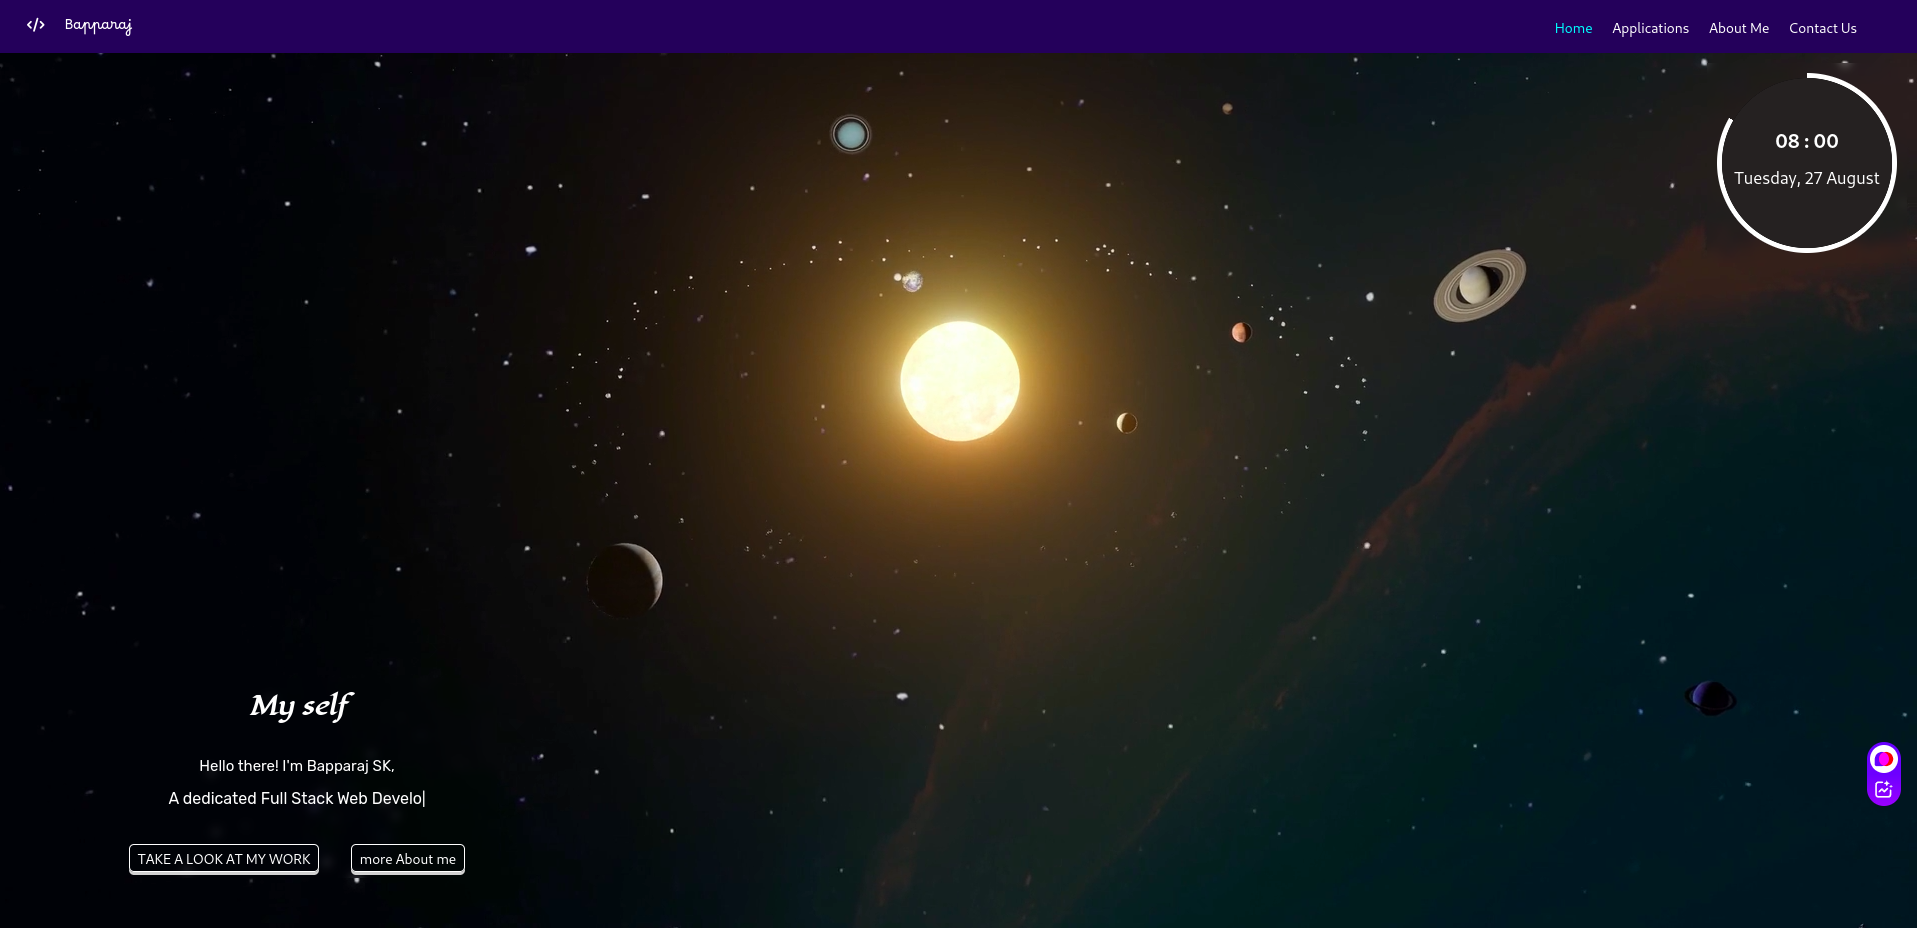 </> Bapparaj
Home Applications About Me Contact Us
08 : 00
Tuesday, 27 August
My self
Hello there! I'm Bapparaj SK,
A dedicated Full Stack Web Develo|
TAKE A LOOK AT MY WORK more About me